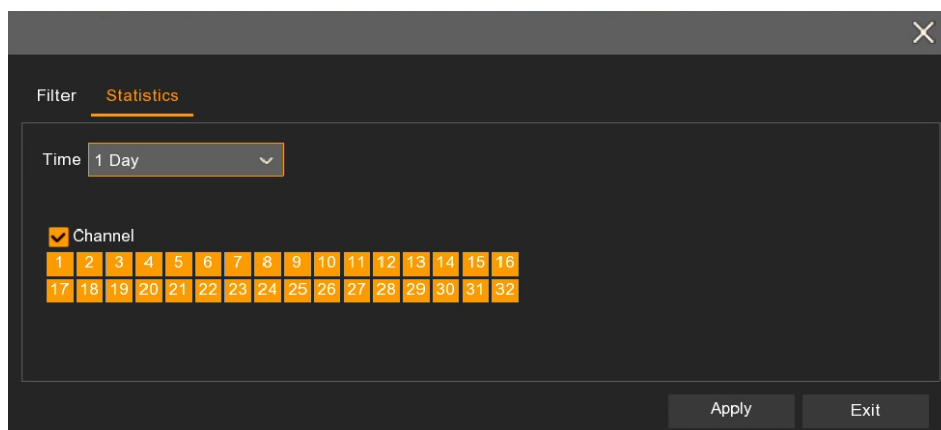 Filter Statistics
Time 1 Day
Channel
1 2 3 4 5 6 7 8 9 10 11 12 13 14 15 16
17 18 19 20 21 22 23 24 25 26 27 28 29 30 31 32
Apply Exit